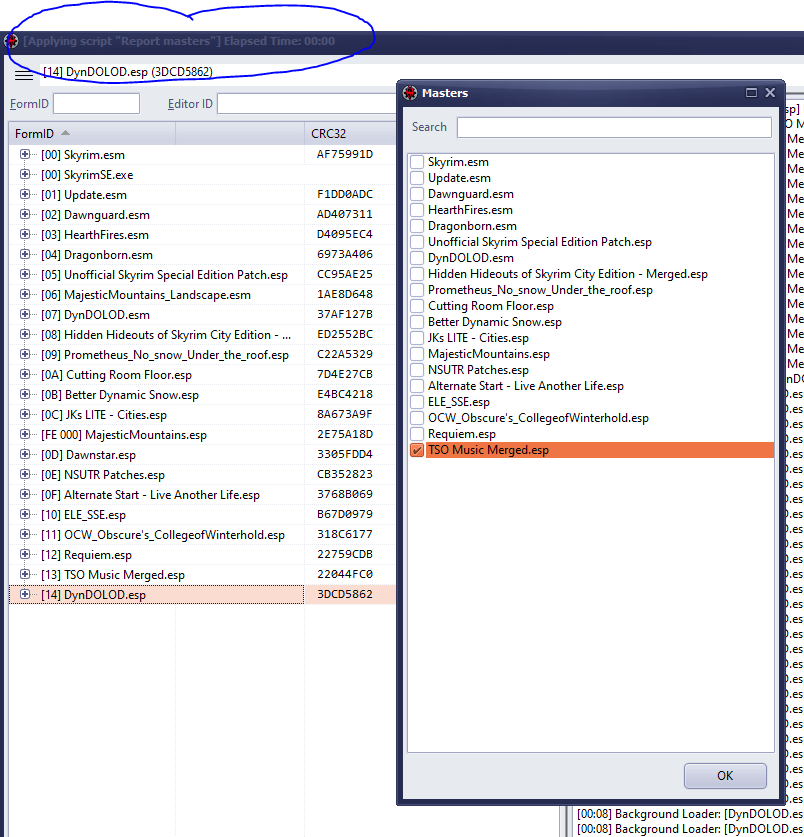 [Applying script "Report masters"] Elapsed Time: 00:00
[14] DynDOLOD.esp (3DCD5862)
FormID
Editor ID
FormID CRC32
[00] Skyrim.esm AF75991D
[00] SkyrimSE.exe
[01] Update.esm F1DD0ADC
[02] Dawnguard.esm AD407311
[03] HearthFires.esm D4095EC4
[04] Dragonborn.esm 6973A406
[05] Unofficial Skyrim Special Edition Patch.esp CC95AE25
[06] MajesticMountains_Landscape.esm 1AE8D648
[07] DynDOLOD.esm 37AF127B
[08] Hidden Hideouts of Skyrim City Edition - ... ED2552BC
[09] Prometheus_No_snow_Under_the_roof.esp C22A5329
[0A] Cutting Room Floor.esp 7D4E27CB
[0B] Better Dynamic Snow.esp E4BC4218
[0C] JKs LITE - Cities.esp 8A673A9F
[FE 000] MajesticMountains.esp 2E75A18D
[0D] Dawnstar.esp 3305FDD4
[0E] NSUTR Patches.esp CB352823
[0F] Alternate Start - Live Another Life.esp 3768B069
[10] ELE_SSE.esp B67D0979
[11] OCW_Obscure's_CollegeofWinterhold.esp 318C6177
[12] Requiem.esp 22759CDB
[13] TSO Music Merged.esp 22044FC0
[14] DynDOLOD.esp 3DCD5862
Masters
Search
Skyrim.esm
Update.esm
Dawnguard.esm
HearthFires.esm
Dragonborn.esm
Unofficial Skyrim Special Edition Patch.esp
DynDOLOD.esm
Hidden Hideouts of Skyrim City Edition - Merged.esp
Prometheus_No_snow_Under_the_roof.esp
Cutting Room Floor.esp
Better Dynamic Snow.esp
JKs LITE - Cities.esp
MajesticMountains.esp
NSUTR Patches.esp
Alternate Start - Live Another Life.esp
ELE_SSE.esp
OCW_Obscure's_CollegeofWinterhold.esp
Requiem.esp
TSO Music Merged.esp
OK
[00:08] Background Loader: [DynDOLOD.es
[00:08] Background Loader: [DynDOLOD.es